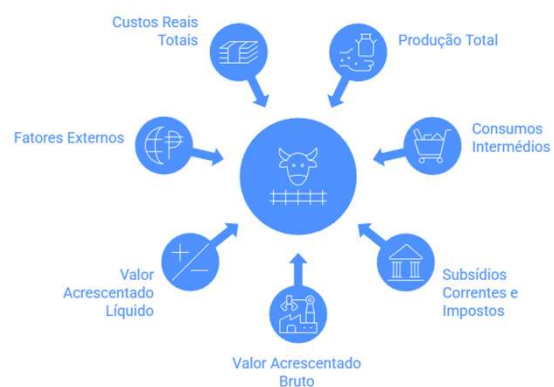 Custos Reais
Totais
Produção Total
Fatores Externos
Consumos
Intermédios
Valor
Acrescentado
Líquido
Subsídios
Correntes e
Impostos
Valor Acrescentado
Bruto